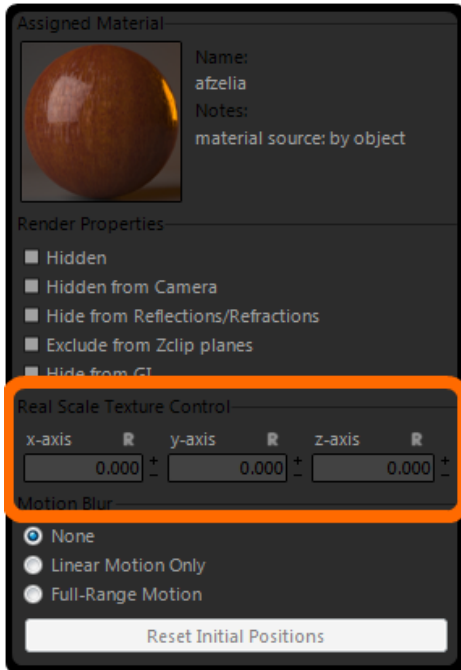 Assigned Material
Name:
afzelia
Notes:
material source: by object
Render Properties
Hidden
Hidden from Camera
Hide from Reflections/Refractions
Exclude from Zclip planes
Hide from GI
Real Scale Texture Control
x-axis R y-axis R z-axis R
0.000 + - 0.000 + - 0.000 + -
Motion Blur
None
Linear Motion Only
Full-Range Motion
Reset Initial Positions